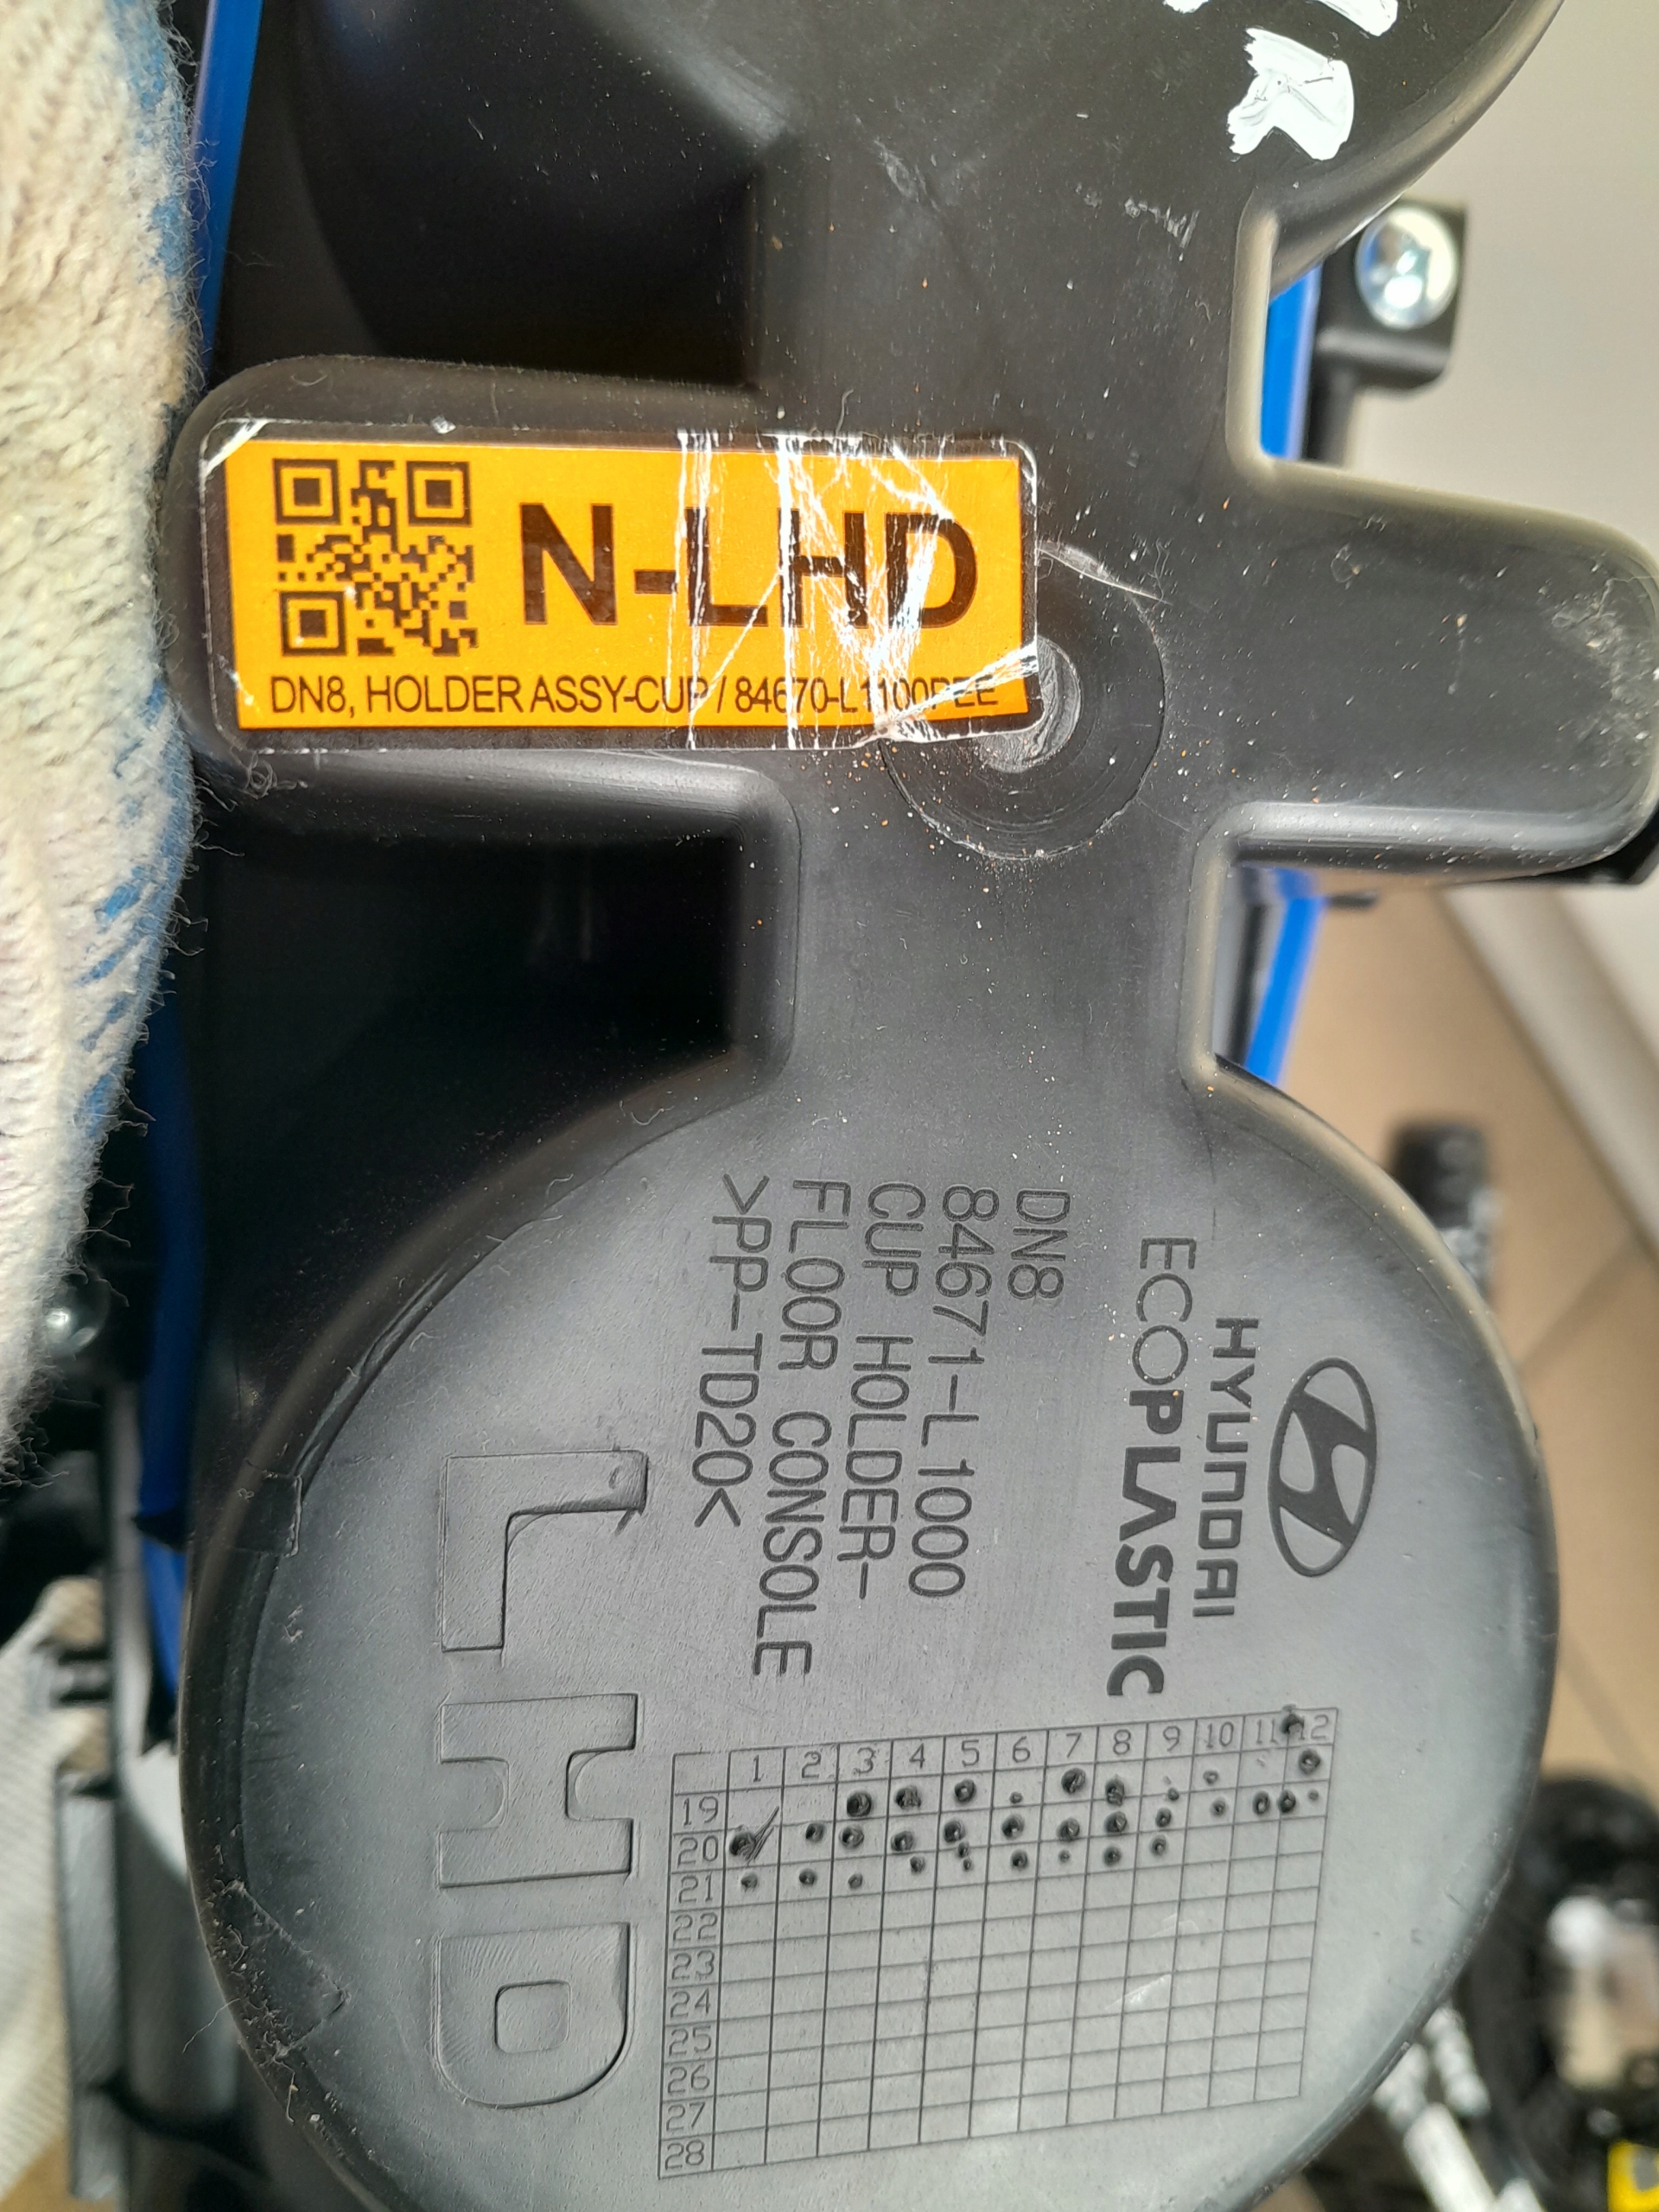 N-LHD
DN8, HOLDER ASSY-CUP / 84670-L1100PEE
HYUNDAI
ECOPLASTIC
DN8
84671-L1000
CUP HOLDER-
FLOOR CONSOLE
>PP-TD20<
LHD
1 2 3 4 5 6 7 8 9 10 11 12
19
20
21
22
23
24
25
26
27
28